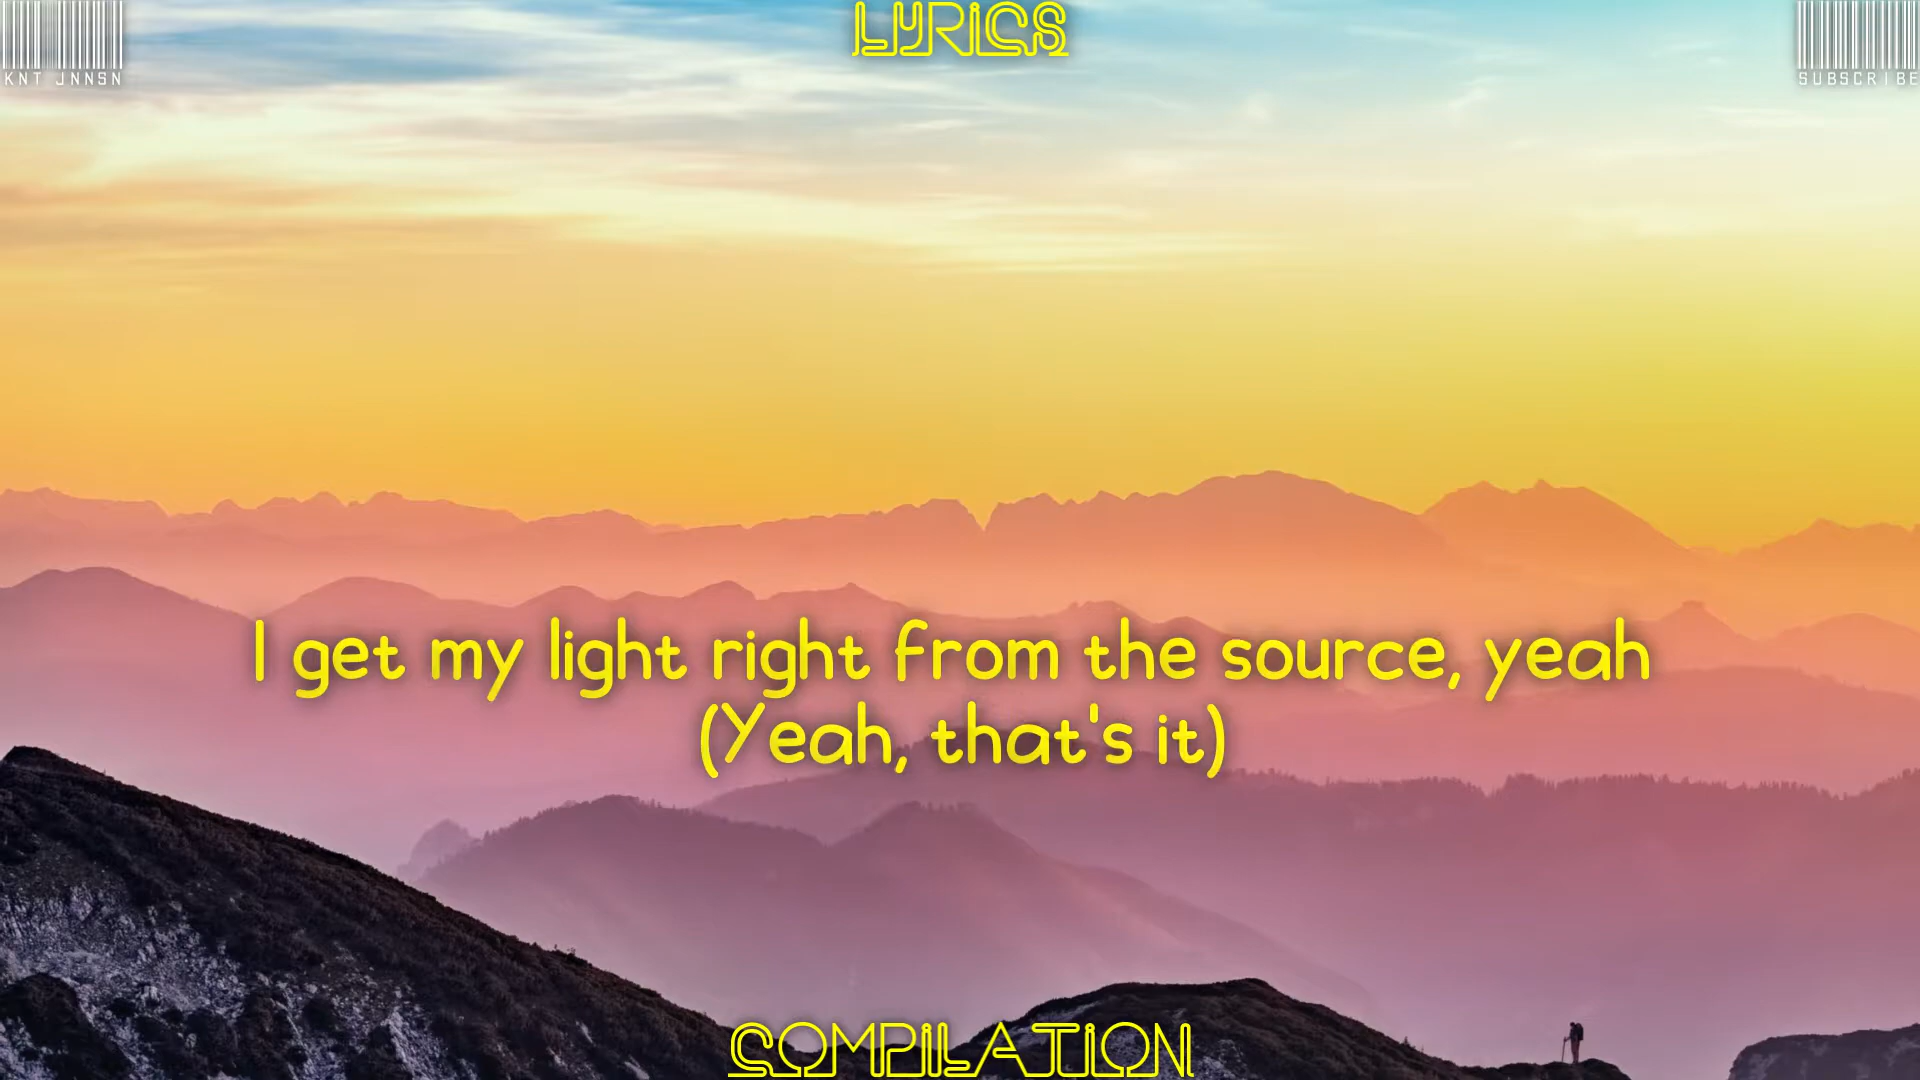 LYRICS
KNT JNNSN
SUBSCRIBE
I get my light right from the source, yeah
(Yeah, that's it)
COMPILATION